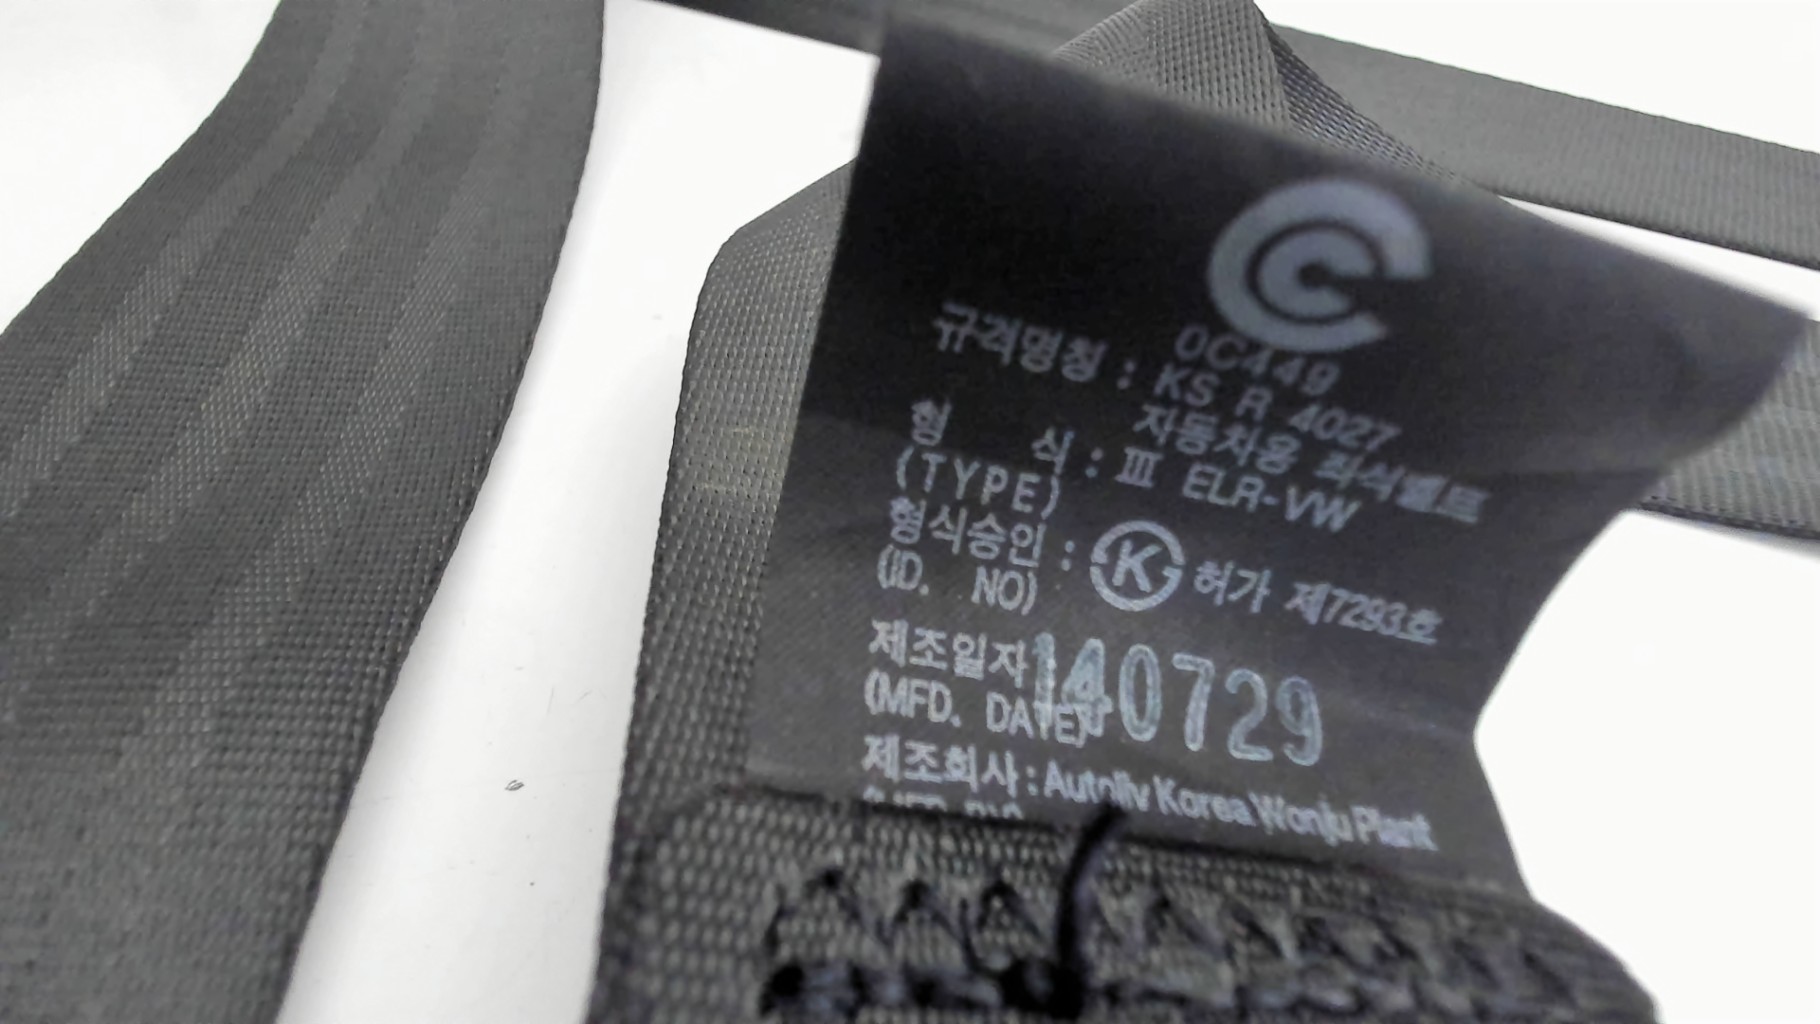 0C449
규격명칭 : KS R 4027
자동차용 좌석벨트
형 식 : Ⅲ ELR-VW
(TYPE)
형식승인 : K 허가 제7293호
(ID. NO)
제조일자 : 140729
(MFD. DATE)
제조회사 : Autoliv Korea Wonju Plant